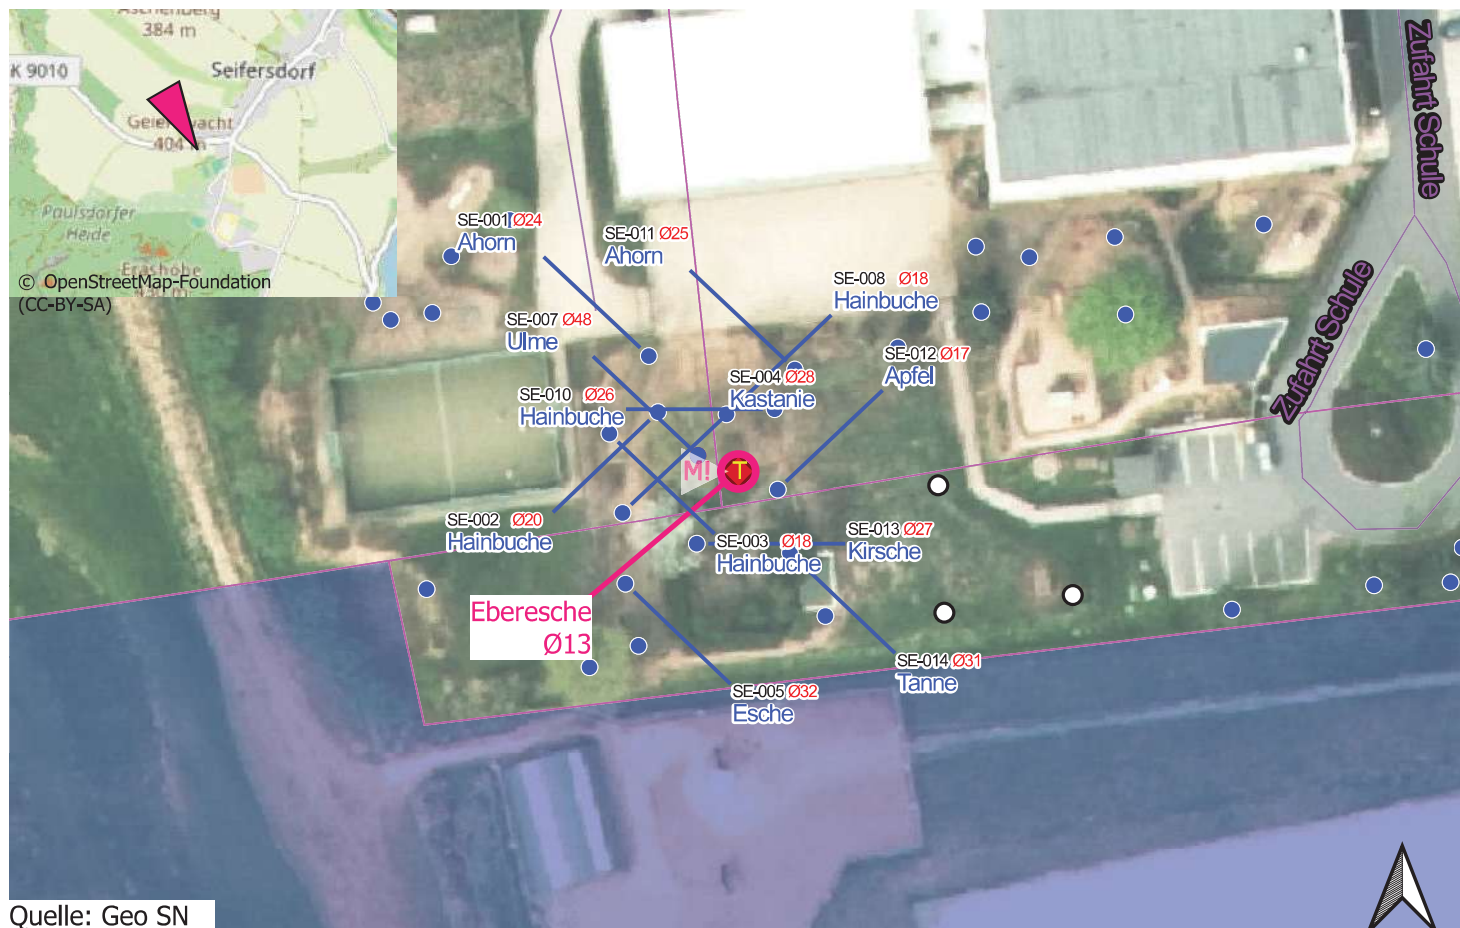 Aschenberg
384 m
K 9010
Seifersdorf
Geierswacht
404 m
Paulsdorfer
Heide
Erashöhe
© OpenStreetMap-Foundation
(CC-BY-SA)
Zufahrt Schule
Zufahrt Schule
SE-001 Ø24
Ahorn
SE-011 Ø25
Ahorn
SE-008 Ø18
Hainbuche
SE-007 Ø48
Ulme
SE-012 Ø17
Apfel
SE-004 Ø28
Kastanie
SE-010 Ø26
Hainbuche
M!
T
SE-002 Ø20
Hainbuche
SE-003 Ø18
Hainbuche
SE-013 Ø27
Kirsche
Eberesche
Ø13
SE-014 Ø31
Tanne
SE-005 Ø32
Esche
Quelle: Geo SN